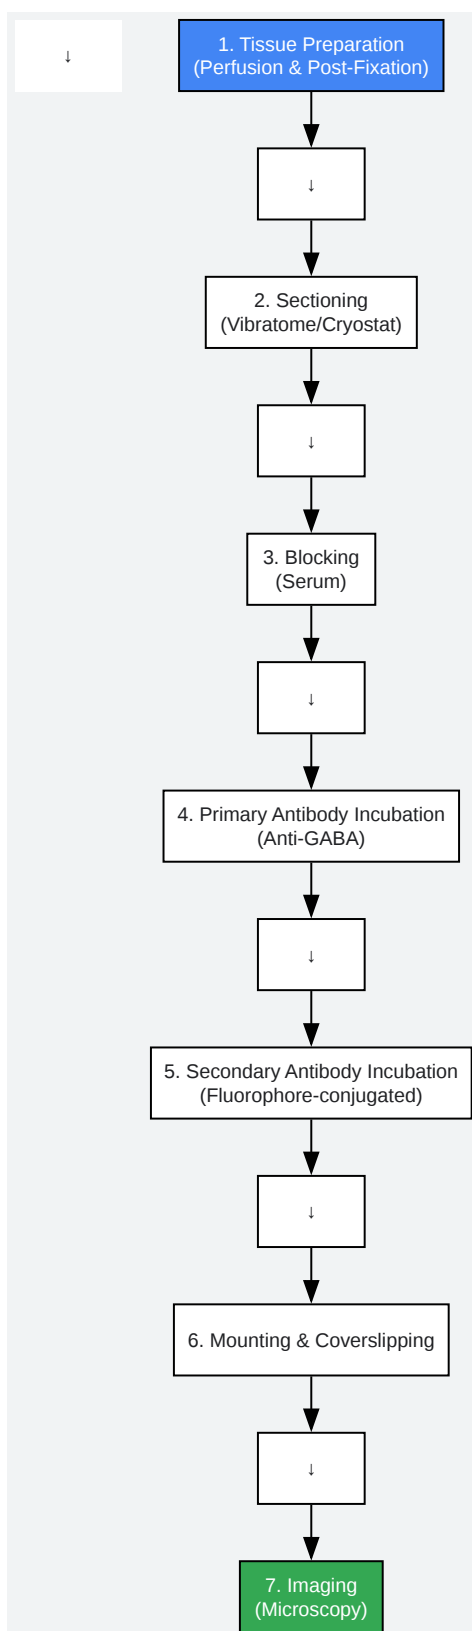 ↓
1. Tissue Preparation
(Perfusion & Post-Fixation)
↓
2. Sectioning
(Vibratome/Cryostat)
↓
3. Blocking
(Serum)
↓
4. Primary Antibody Incubation
(Anti-GABA)
↓
5. Secondary Antibody Incubation
(Fluorophore-conjugated)
↓
6. Mounting & Coverslipping
↓
7. Imaging
(Microscopy)